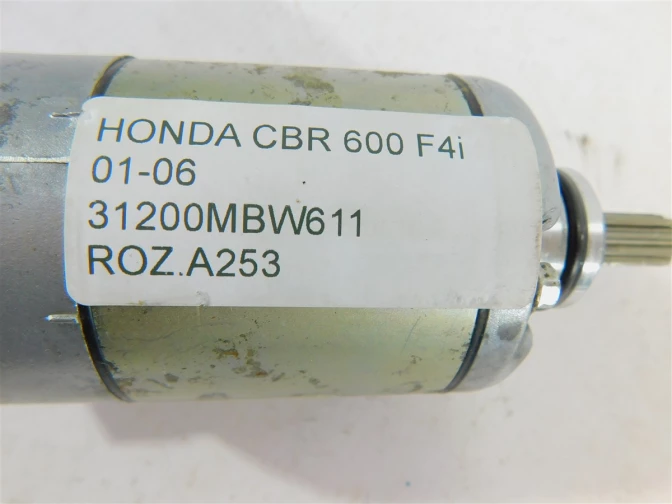 HONDA CBR 600 F4i
01-06
31200MBW611
ROZ.A253